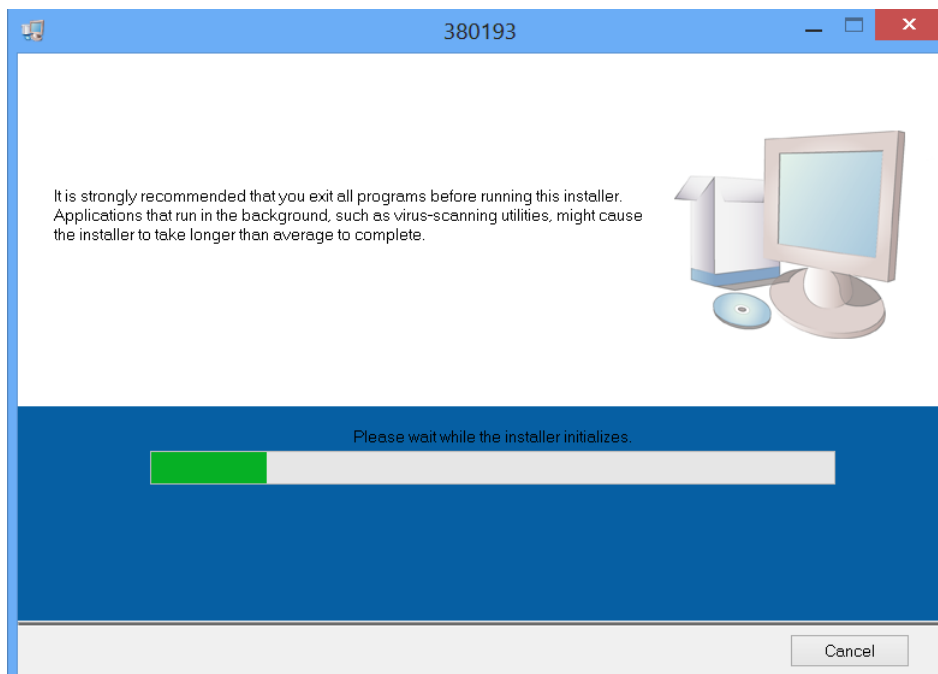 380193
It is strongly recommended that you exit all programs before running this installer.
Applications that run in the background, such as virus-scanning utilities, might cause
the installer to take longer than average to complete.
Please wait while the installer initializes.
Cancel